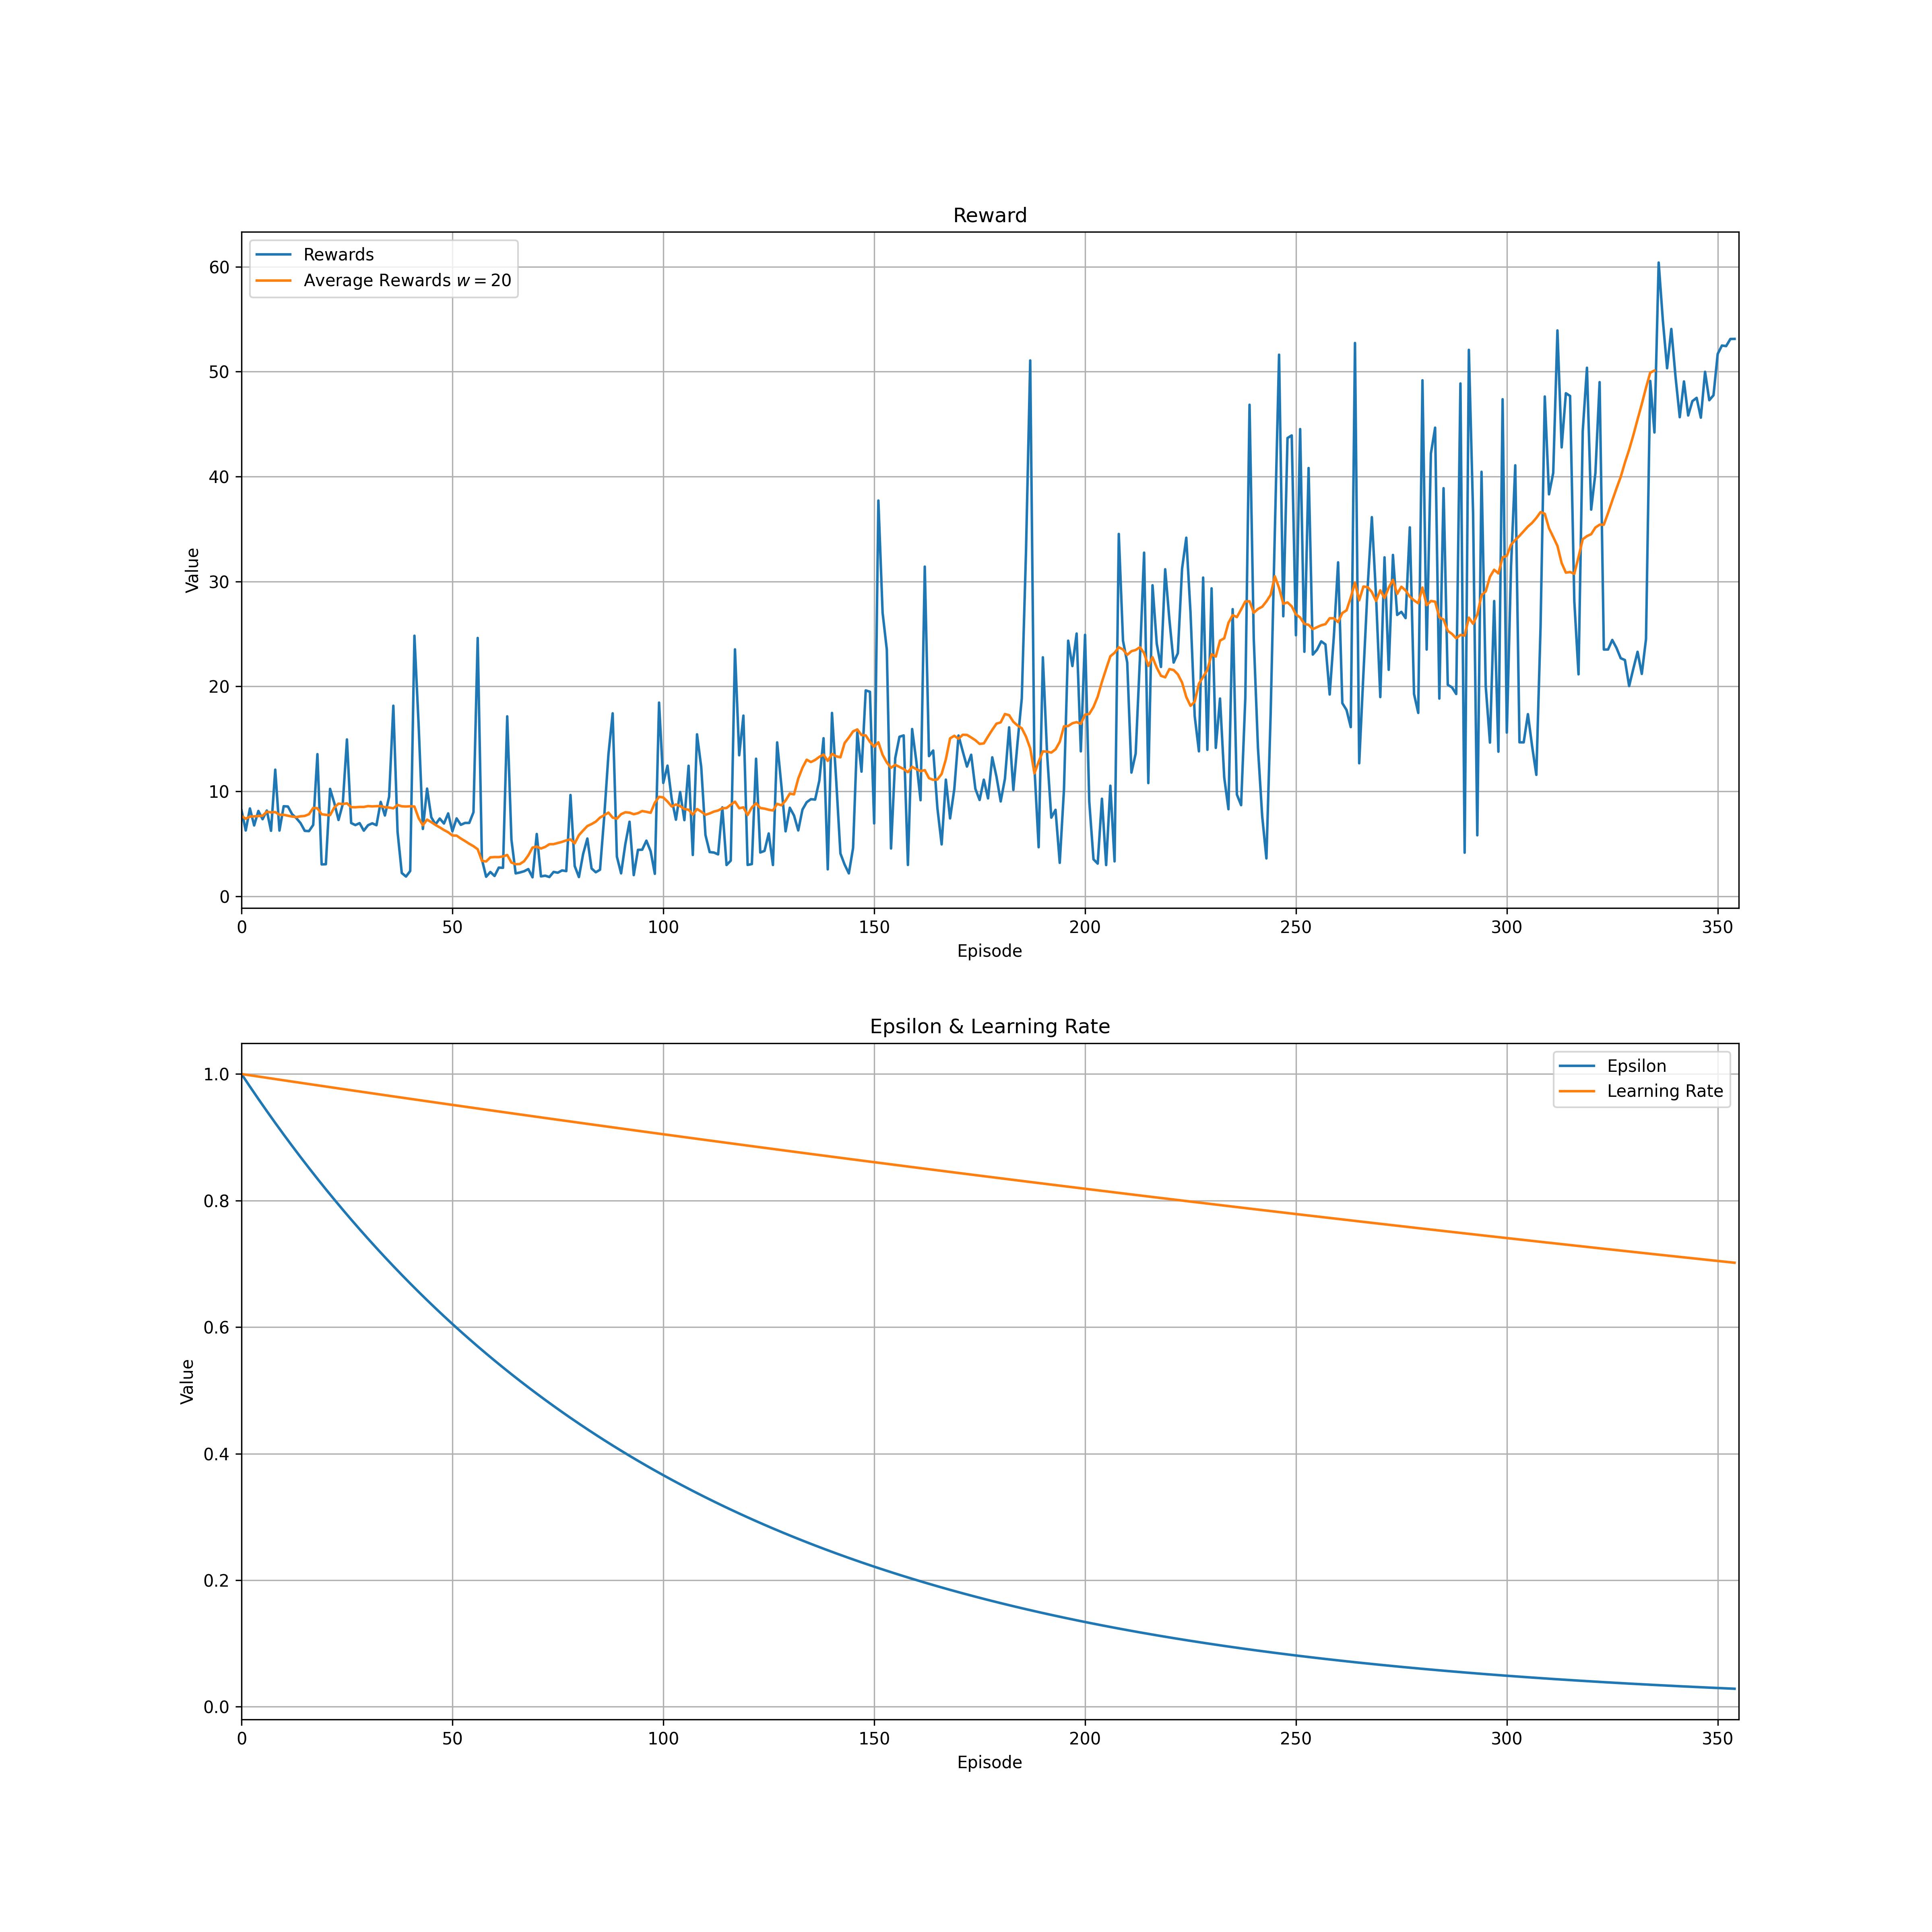 Reward
Rewards
Average Rewards w = 20
60
50
40
30
20
10
0
Value
0 50 100 150 200 250 300 350
Episode
Epsilon & Learning Rate
Epsilon
Learning Rate
1.0
0.8
0.6
0.4
0.2
0.0
Value
0 50 100 150 200 250 300 350
Episode